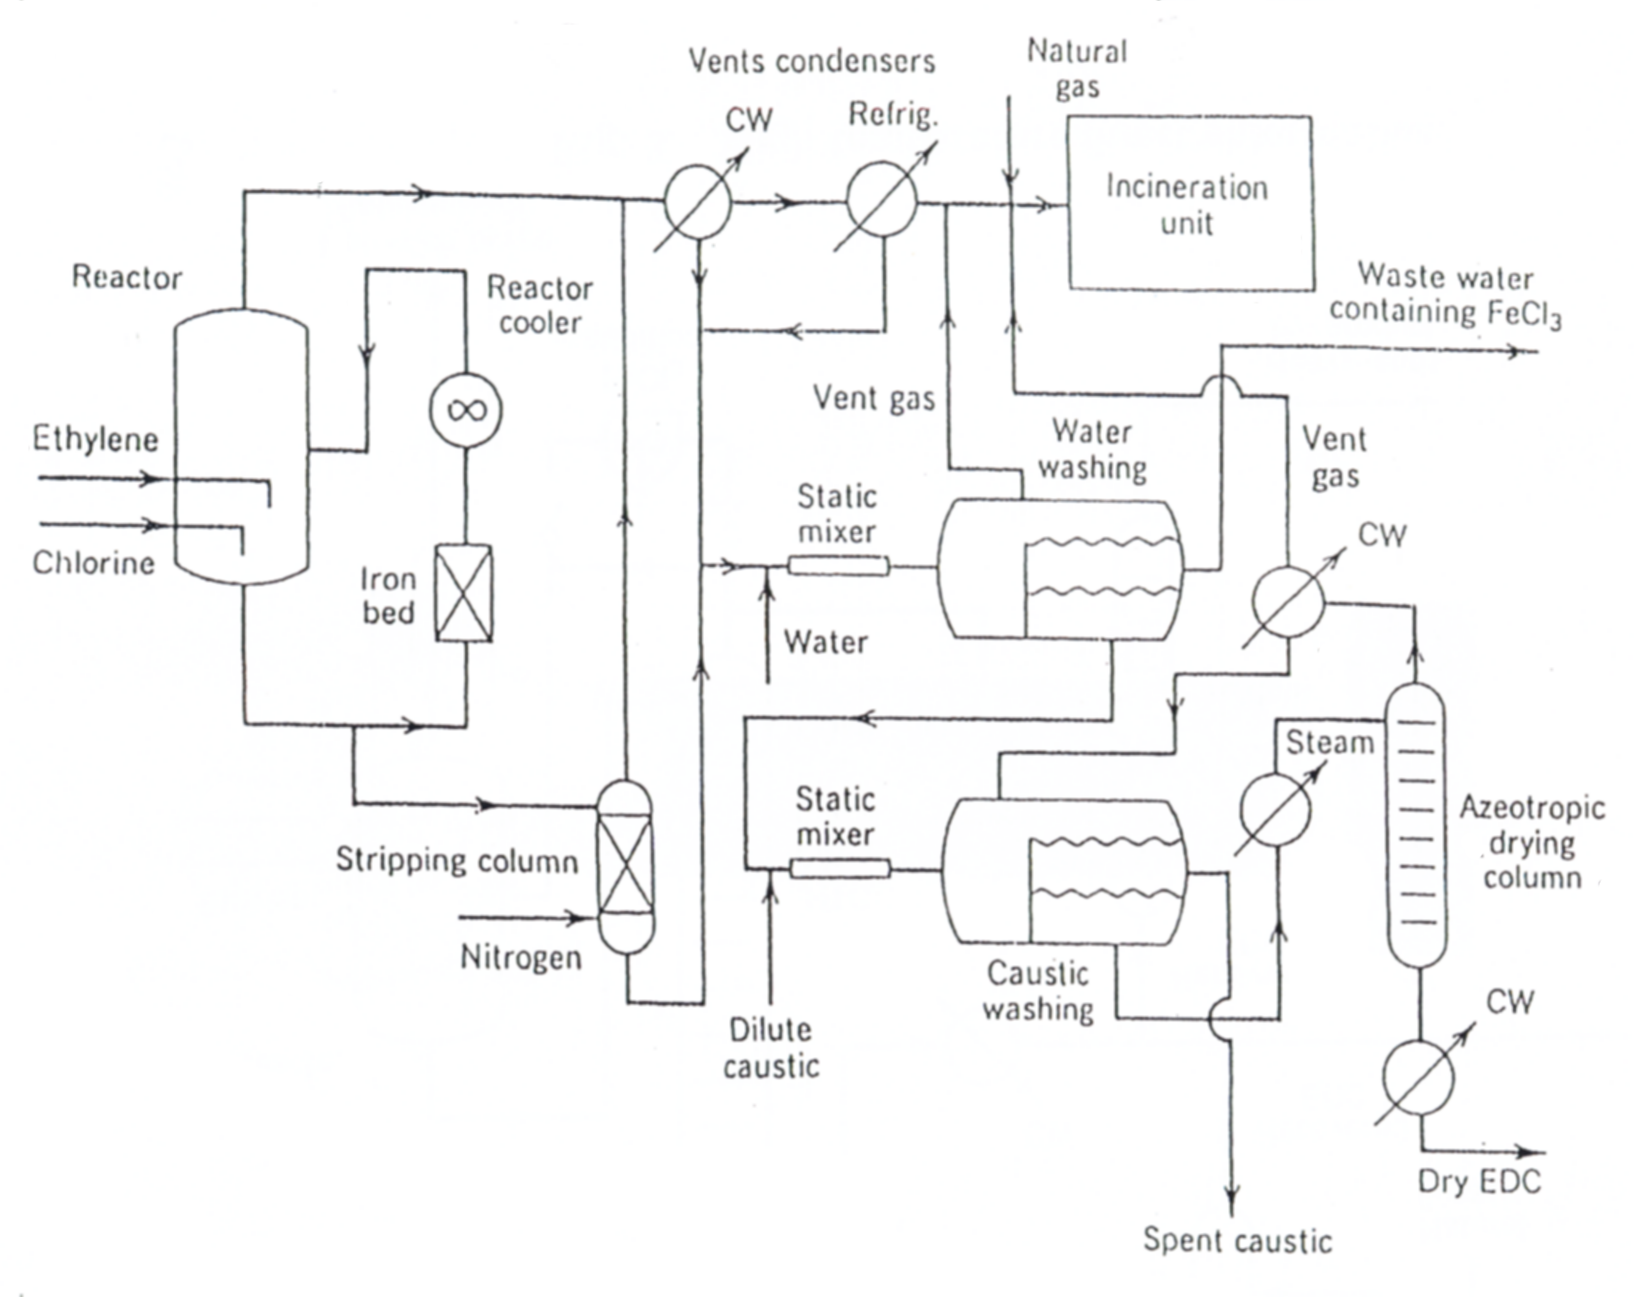 Vents condensers
Natural
gas
CW
Refrig.
Incineration
unit
Reactor
Reactor
cooler
Waste water
containing FeCl₃
Ethylene
Chlorine
Iron
bed
Vent gas
Water
washing
Vent
gas
Static
mixer
CW
Water
Steam
Static
mixer
Azeotropic
drying
column
Stripping column
Nitrogen
Caustic
washing
Dilute
caustic
CW
Dry EDC
Spent caustic